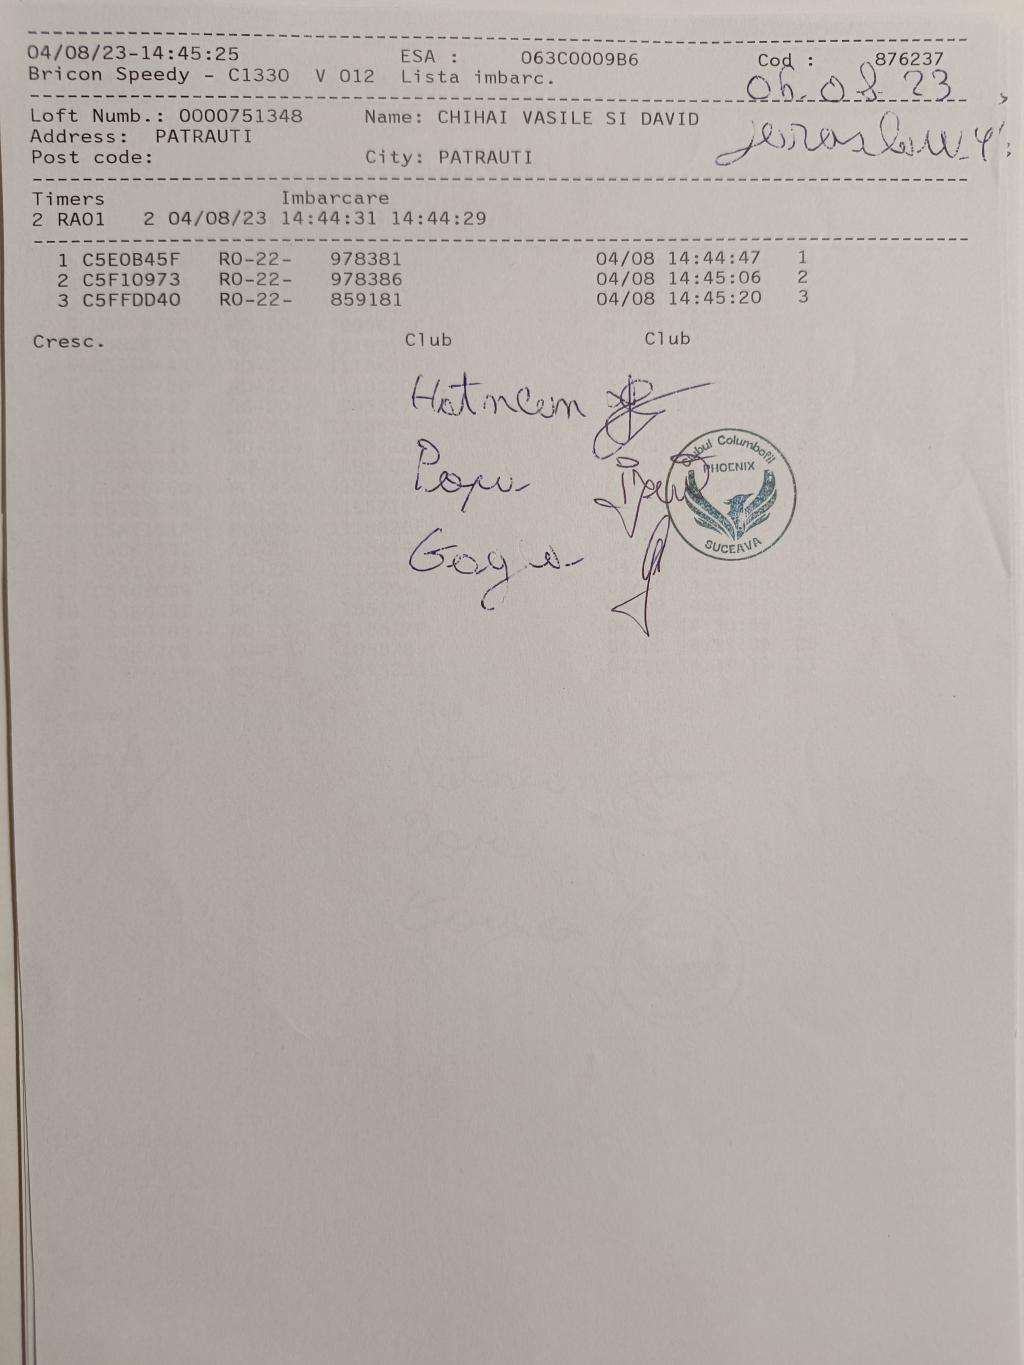 04/08/23-14:45:25 ESA : 063C0009B6 Cod : 876237
Bricon Speedy - C1330 V 012 Lista imbarc.
06.08.23
Loft Numb.: 0000751348 Name: CHIHAI VASILE SI DAVID
Address: PATRAUTI
Post code: City: PATRAUTI
Timers Imbarcare
2 RA01 2 04/08/23 14:44:31 14:44:29
1 C5E0B45F RO-22- 978381 04/08 14:44:47 1
2 C5F10973 RO-22- 978386 04/08 14:45:06 2
3 C5FFDD40 RO-22- 859181 04/08 14:45:20 3
Cresc. Club Club
Popa
Clubul Columbofil
PHOENIX
SUCEAVA